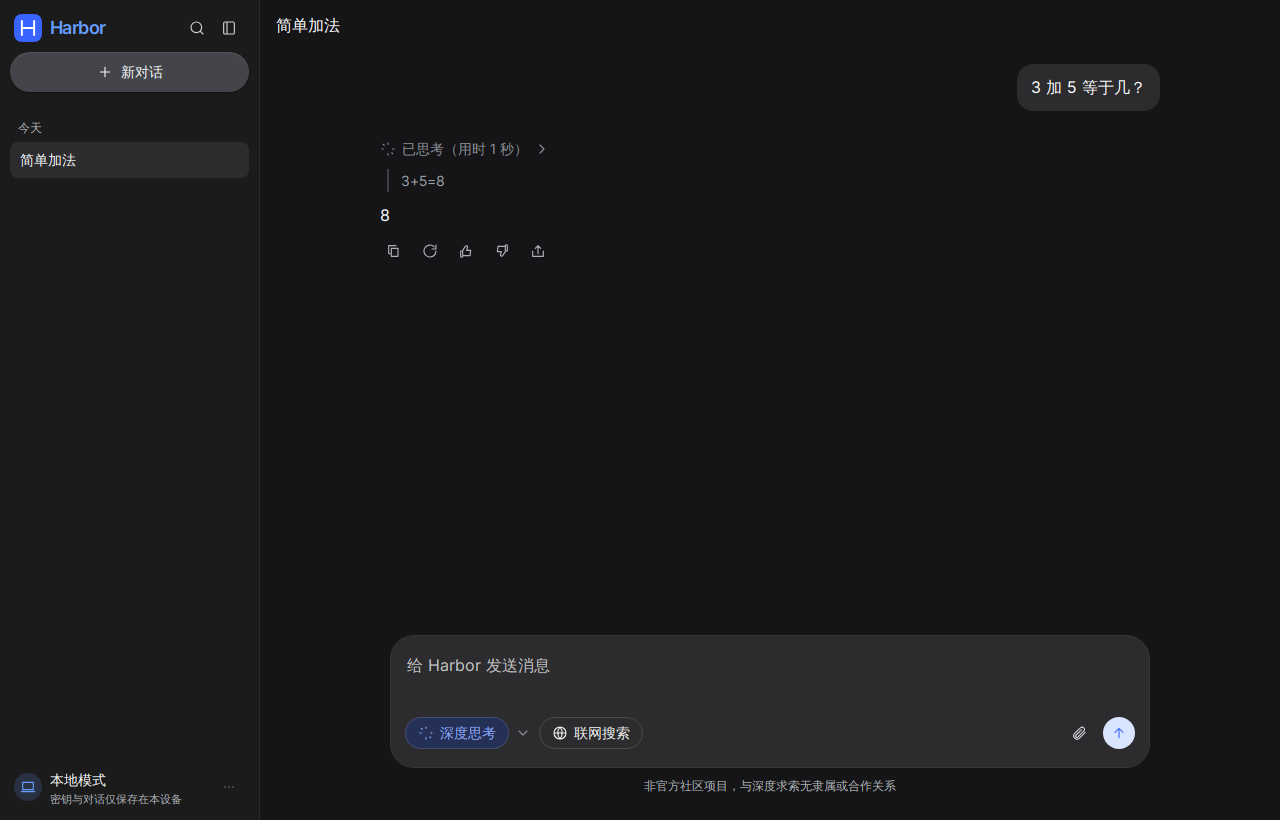 Harbor
新对话
今天
简单加法
本地模式
密钥与对话仅保存在本设备
简单加法
3 加 5 等于几？
已思考（用时 1 秒）
3+5=8
8
给 Harbor 发送消息
深度思考
联网搜索
非官方社区项目，与深度求索无隶属或合作关系